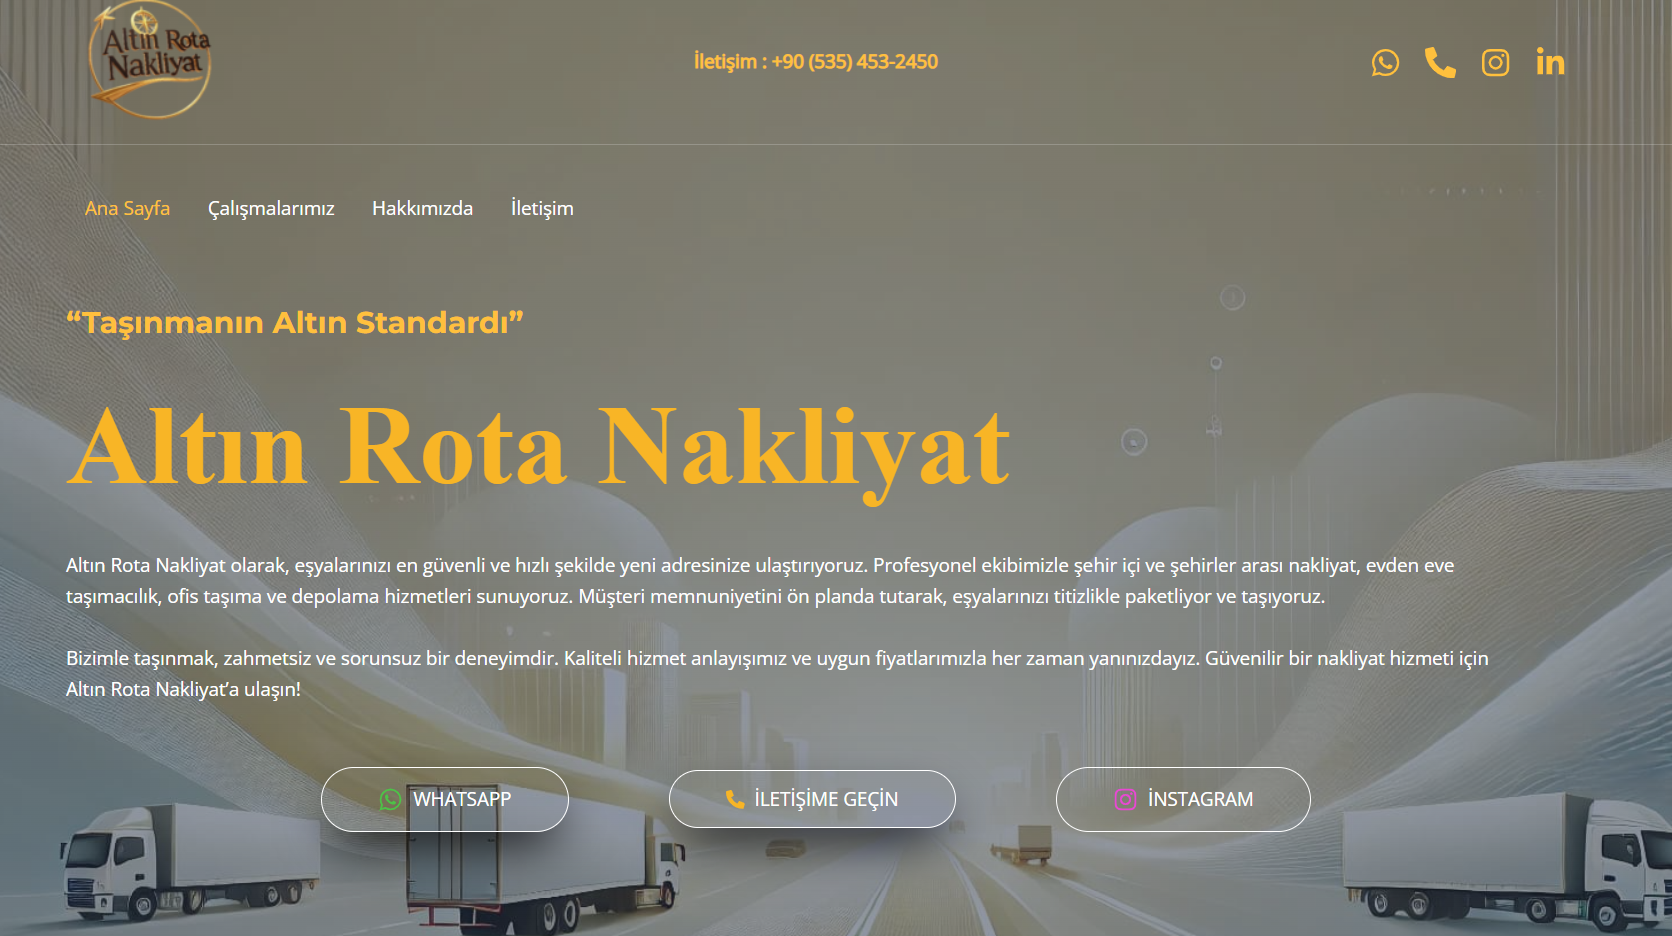 Altın Rota
Nakliyat
İletişim : +90 (535) 453-2450
Ana Sayfa Çalışmalarımız Hakkımızda İletişim
“Taşınmanın Altın Standardı”
Altın Rota Nakliyat
Altın Rota Nakliyat olarak, eşyalarınızı en güvenli ve hızlı şekilde yeni adresinize ulaştırıyoruz. Profesyonel ekibimizle şehir içi ve şehirler arası nakliyat, evden eve
taşımacılık, ofis taşıma ve depolama hizmetleri sunuyoruz. Müşteri memnuniyetini ön planda tutarak, eşyalarınızı titizlikle paketliyor ve taşıyoruz.
Bizimle taşınmak, zahmetsiz ve sorunsuz bir deneyimdir. Kaliteli hizmet anlayışımız ve uygun fiyatlarımızla her zaman yanınızdayız. Güvenilir bir nakliyat hizmeti için
Altın Rota Nakliyat’a ulaşın!
WHATSAPP İLETİŞİME GEÇİN İNSTAGRAM